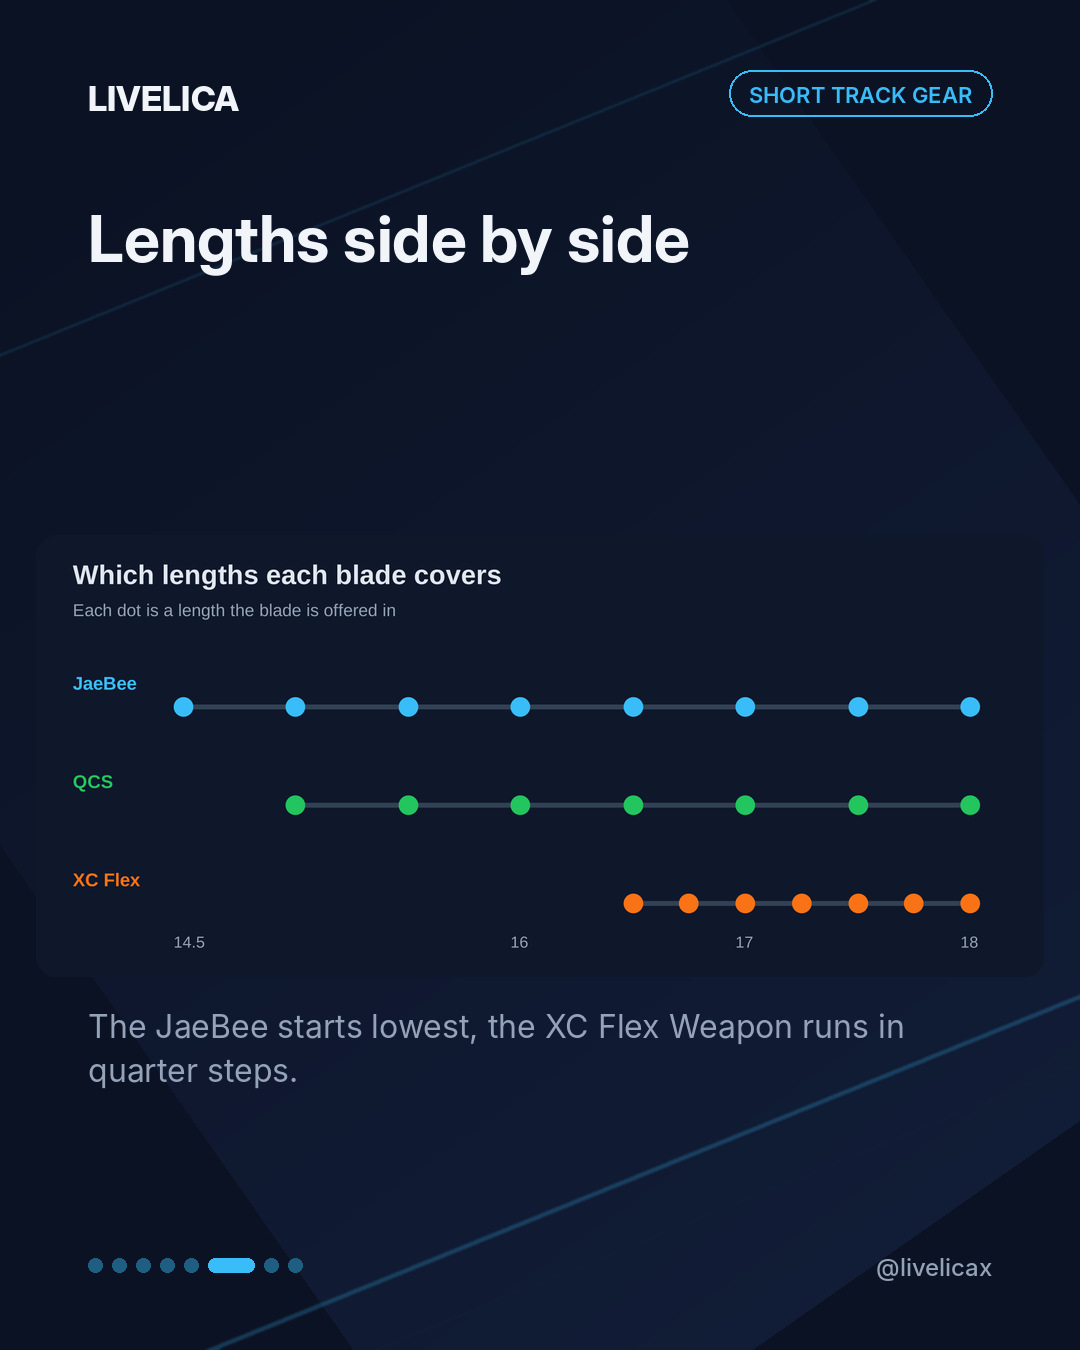 LIVELICA
SHORT TRACK GEAR
Lengths side by side
Which lengths each blade covers
Each dot is a length the blade is offered in
JaeBee
QCS
XC Flex
14.5 16 17 18
The JaeBee starts lowest, the XC Flex Weapon runs in
quarter steps.
@livelicax